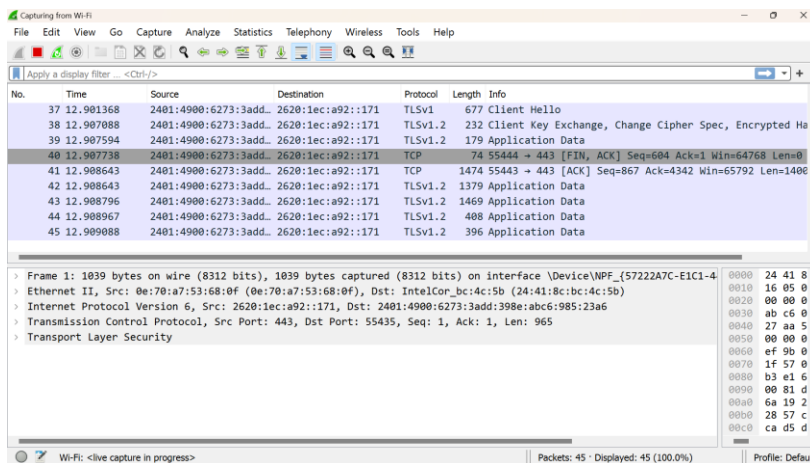 Capturing from Wi-Fi
File Edit View Go Capture Analyze Statistics Telephony Wireless Tools Help
Apply a display filter ... <Ctrl-/>
No. Time Source Destination Protocol Length Info
37 12.901368 2401:4900:6273:3add… 2620:1ec:a92::171 TLSv1 677 Client Hello
38 12.907088 2401:4900:6273:3add… 2620:1ec:a92::171 TLSv1.2 232 Client Key Exchange, Change Cipher Spec, Encrypted Ha
39 12.907594 2401:4900:6273:3add… 2620:1ec:a92::171 TLSv1.2 179 Application Data
40 12.907738 2401:4900:6273:3add… 2620:1ec:a92::171 TCP 74 55444 → 443 [FIN, ACK] Seq=604 Ack=1 Win=64768 Len=0
41 12.908643 2401:4900:6273:3add… 2620:1ec:a92::171 TCP 1474 55443 → 443 [ACK] Seq=867 Ack=4342 Win=65792 Len=1400
42 12.908643 2401:4900:6273:3add… 2620:1ec:a92::171 TLSv1.2 1379 Application Data
43 12.908796 2401:4900:6273:3add… 2620:1ec:a92::171 TLSv1.2 1469 Application Data
44 12.908967 2401:4900:6273:3add… 2620:1ec:a92::171 TLSv1.2 408 Application Data
45 12.909088 2401:4900:6273:3add… 2620:1ec:a92::171 TLSv1.2 396 Application Data
> Frame 1: 1039 bytes on wire (8312 bits), 1039 bytes captured (8312 bits) on interface \Device\NPF_{57222A7C-E1C1-4
> Ethernet II, Src: 0e:70:a7:53:68:0f (0e:70:a7:53:68:0f), Dst: IntelCor_bc:4c:5b (24:41:8c:bc:4c:5b)
> Internet Protocol Version 6, Src: 2620:1ec:a92::171, Dst: 2401:4900:6273:3add:398e:abc6:985:23a6
> Transmission Control Protocol, Src Port: 443, Dst Port: 55435, Seq: 1, Ack: 1, Len: 965
> Transport Layer Security
0000 24 41 8
0010 16 05 0
0020 00 00 0
0030 ab c6 0
0040 27 aa 5
0050 00 00 0
0060 ef 9b 0
0070 1f 57 0
0080 b3 e1 6
0090 00 81 d
00a0 6a 19 2
00b0 28 57 c
00c0 ca d5 d
Wi-Fi: <live capture in progress>
Packets: 45 · Displayed: 45 (100.0%)
Profile: Defau